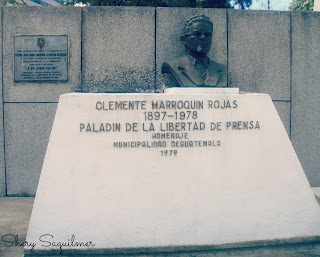 CLEMENTE MARROQUIN ROJAS
1897-1978
PALADIN DE LA LIBERTAD DE PRENSA
HOMENAJE
MUNICIPALIDAD DE GUATEMALA
1979
Shery Saquilmer